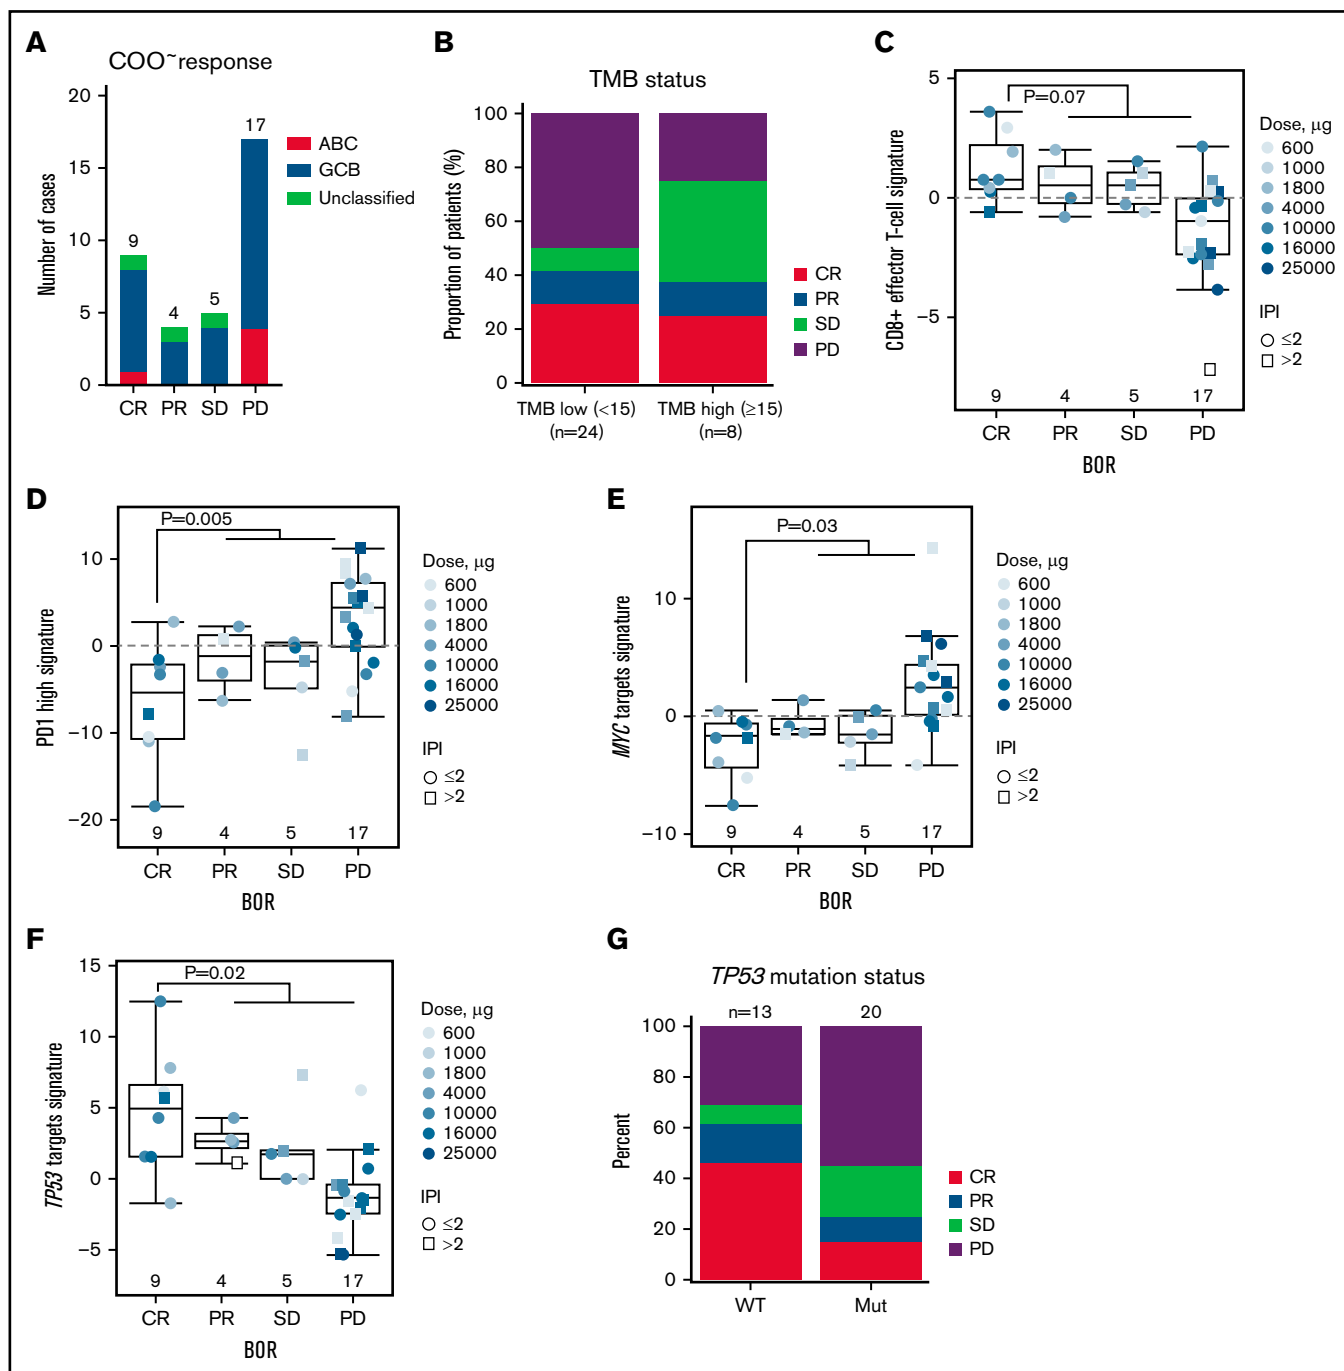 A
COO~response
Number of cases
20
15
10
5
0
9
4
5
17
CR
PR
SD
PD
ABC
GCB
Unclassified
B
TMB status
Proportion of patients (%)
100
80
60
40
20
0
TMB low (<15)
(n=24)
TMB high (≥15)
(n=8)
CR
PR
SD
PD
C
CD8+ effector T-cell signature
5
0
−5
P=0.07
9
4
5
17
CR
PR
SD
PD
BOR
Dose, μg
600
1000
1800
4000
10000
16000
25000
IPI
≤2
>2
D
PD1 high signature
10
0
−10
−20
P=0.005
9
4
5
17
CR
PR
SD
PD
BOR
Dose, μg
600
1000
1800
4000
10000
16000
25000
IPI
≤2
>2
E
MYC targets signature
10
0
−10
P=0.03
9
4
5
17
CR
PR
SD
PD
BOR
Dose, μg
600
1000
1800
4000
10000
16000
25000
IPI
≤2
>2
F
TP53 targets signature
15
10
5
0
−5
P=0.02
9
4
5
17
CR
PR
SD
PD
BOR
Dose, μg
600
1000
1800
4000
10000
16000
25000
IPI
≤2
>2
G
TP53 mutation status
n=13
20
Percent
100
80
60
40
20
0
WT
Mut
CR
PR
SD
PD